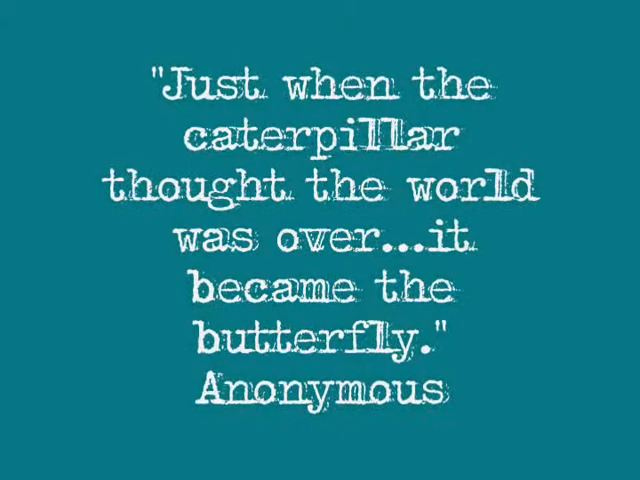 "Just when the
caterpillar
thought the world
was over...it
became the
butterfly."
Anonymous